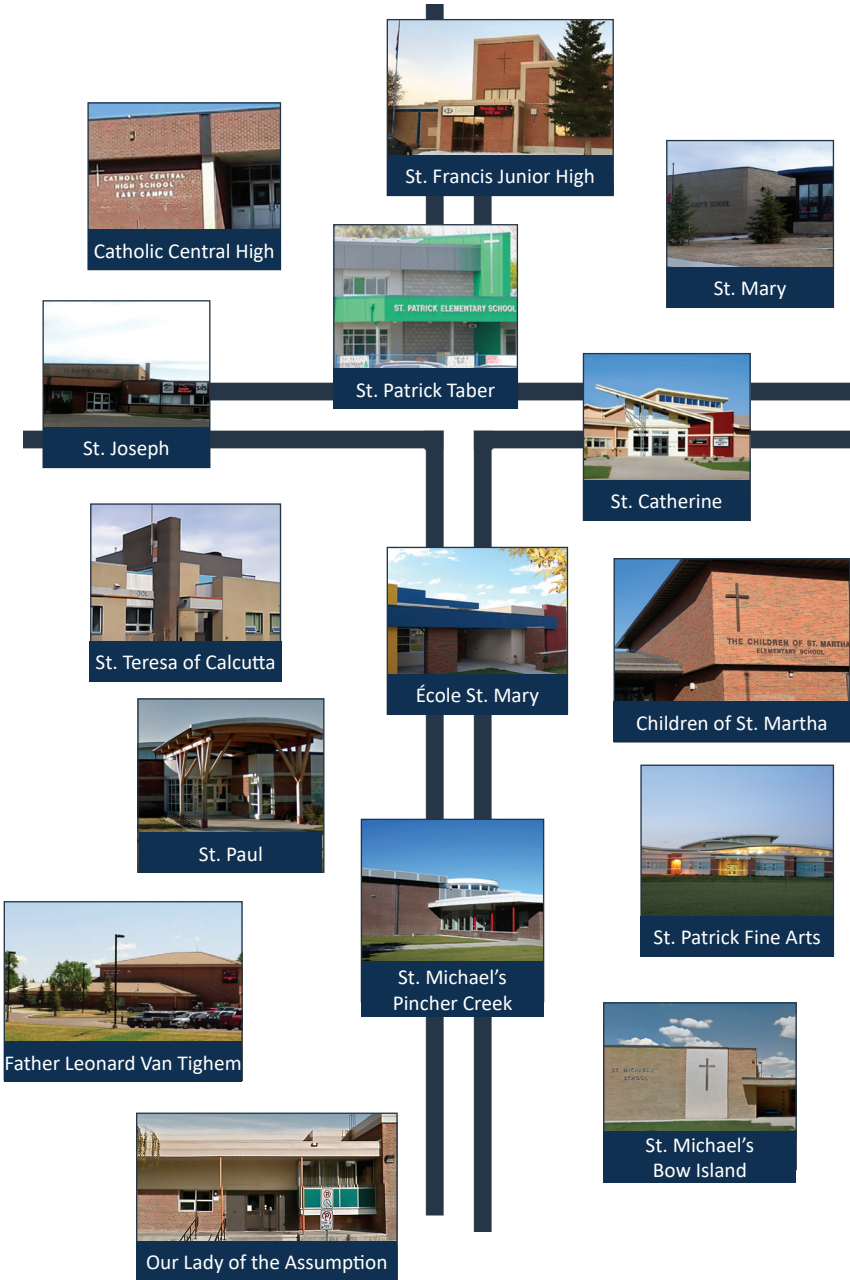 St. Francis Junior High
CATHOLIC CENTRAL
HIGH SCHOOL
EAST CAMPUS
Catholic Central High
St. Mary
ST. PATRICK ELEMENTARY SCHOOL
St. Patrick Taber
St. Joseph
St. Catherine
St. Teresa of Calcutta
École St. Mary
THE CHILDREN OF ST. MARTHA
ELEMENTARY SCHOOL
Children of St. Martha
St. Paul
St. Patrick Fine Arts
St. Michael’s
Pincher Creek
Father Leonard Van Tighem
ST. MICHAEL'S
SCHOOL
St. Michael’s
Bow Island
Our Lady of the Assumption